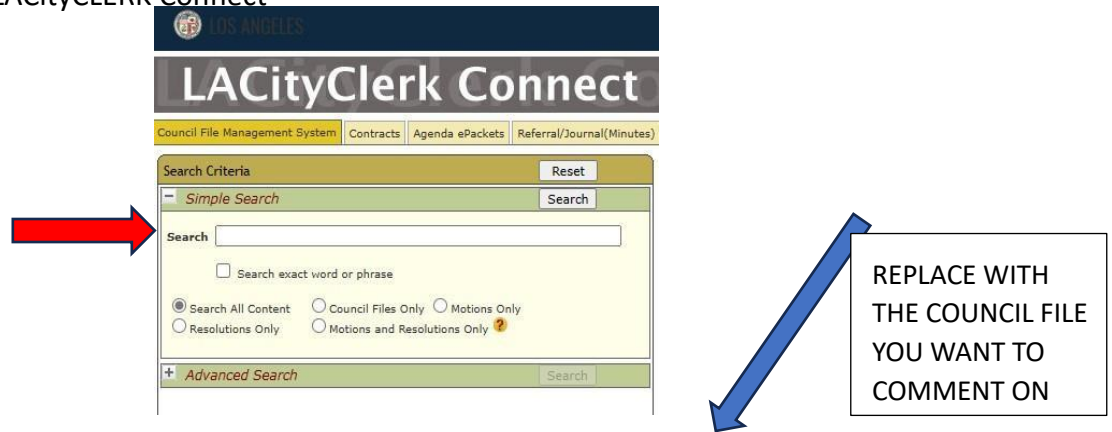 LACityCLERK Connect
LOS ANGELES
LACityClerk Connect
Council File Management System Contracts Agenda ePackets Referral/Journal(Minutes)
Search Criteria Reset
Simple Search Search
Search
Search exact word or phrase
Search All Content Council Files Only Motions Only
Resolutions Only Motions and Resolutions Only ?
Advanced Search Search
REPLACE WITH
THE COUNCIL FILE
YOU WANT TO
COMMENT ON